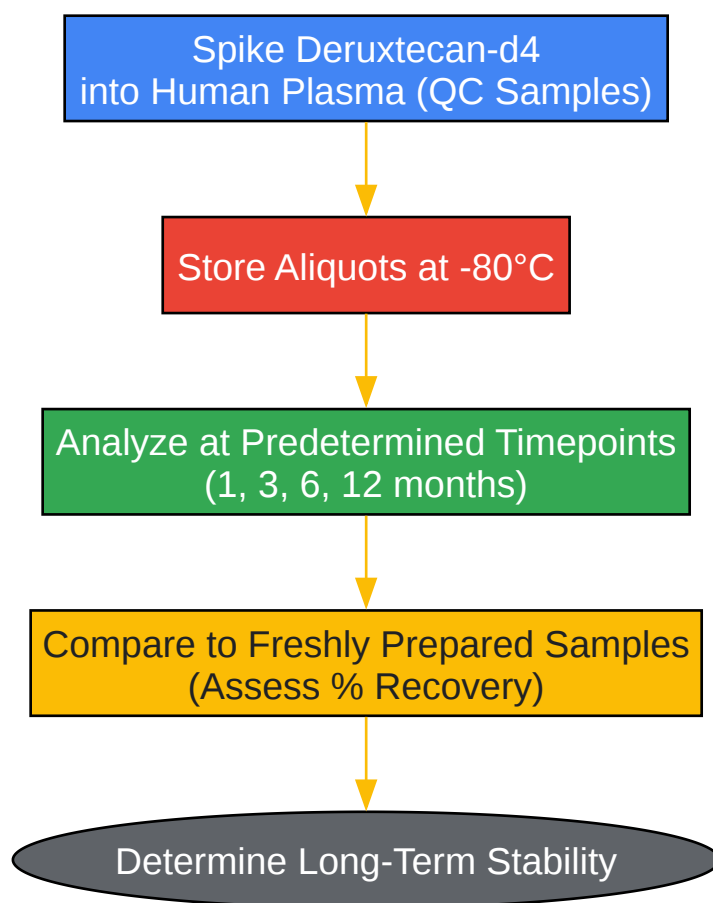 Spike Deruxtecan-d4
into Human Plasma (QC Samples)
Store Aliquots at -80°C
Analyze at Predetermined Timepoints
(1, 3, 6, 12 months)
Compare to Freshly Prepared Samples
(Assess % Recovery)
Determine Long-Term Stability